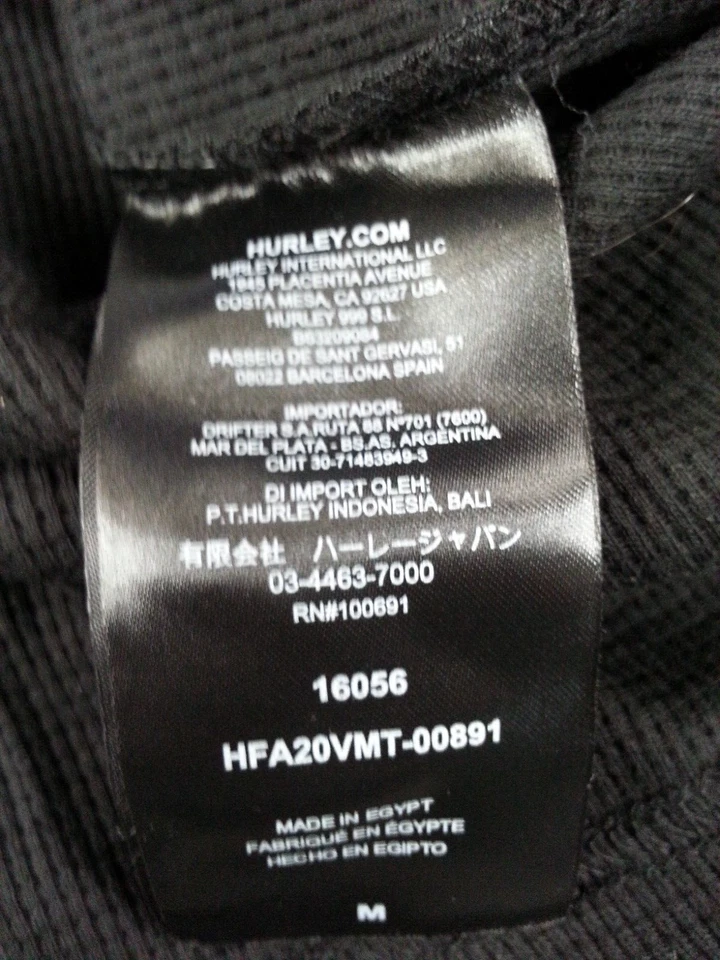 HURLEY.COM
HURLEY INTERNATIONAL LLC
1945 PLACENTIA AVENUE
COSTA MESA, CA 92627 USA
HURLEY 999 S.L.
B63209084
PASSEIG DE SANT GERVASI, 51
08022 BARCELONA SPAIN
IMPORTADOR:
DRIFTER S.A RUTA 88 Nº701 (7600)
MAR DEL PLATA - BS.AS. ARGENTINA
CUIT 30-71483949-3
DI IMPORT OLEH:
P.T.HURLEY INDONESIA, BALI
有限会社 ハーレージャパン
03-4463-7000
RN#100691
16056
HFA20VMT-00891
MADE IN EGYPT
FABRIQUÉ EN ÉGYPTE
HECHO EN EGIPTO
M